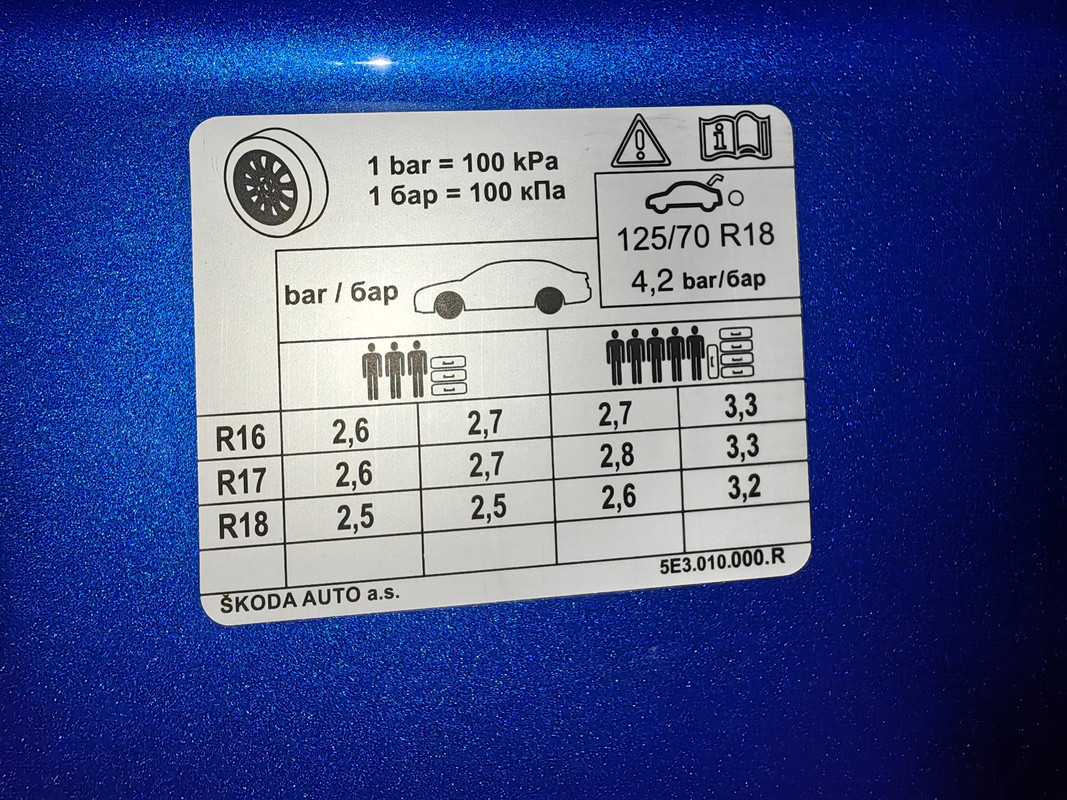 1 bar = 100 kPa
1 бар = 100 кПа
125/70 R18
4,2 bar/бар
bar / бар
R16 2,6 2,7 2,7 3,3
R17 2,6 2,7 2,8 3,3
R18 2,5 2,5 2,6 3,2
5E3.010.000.R
ŠKODA AUTO a.s.